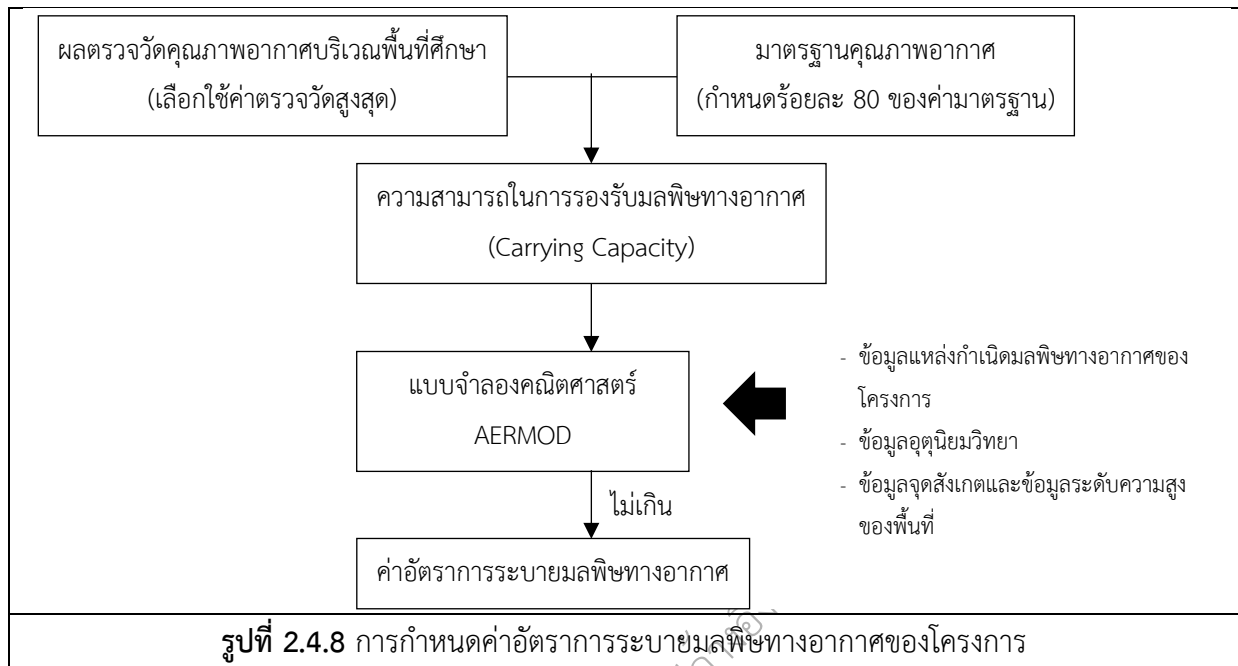 ผลตรวจวัดคุณภาพอากาศบริเวณพื้นที่ศึกษา
(เลือกใช้ค่าตรวจวัดสูงสุด)
มาตรฐานคุณภาพอากาศ
(กำหนดร้อยละ 80 ของค่ามาตรฐาน)
ความสามารถในการรองรับมลพิษทางอากาศ
(Carrying Capacity)
แบบจำลองคณิตศาสตร์
AERMOD
- ข้อมูลแหล่งกำเนิดมลพิษทางอากาศของ
โครงการ
- ข้อมูลอุตุนิยมวิทยา
- ข้อมูลจุดสังเกตและข้อมูลระดับความสูง
ของพื้นที่
ไม่เกิน
ค่าอัตราการระบายมลพิษทางอากาศ
รูปที่ 2.4.8 การกำหนดค่าอัตราการระบายมลพิษทางอากาศของโครงการ